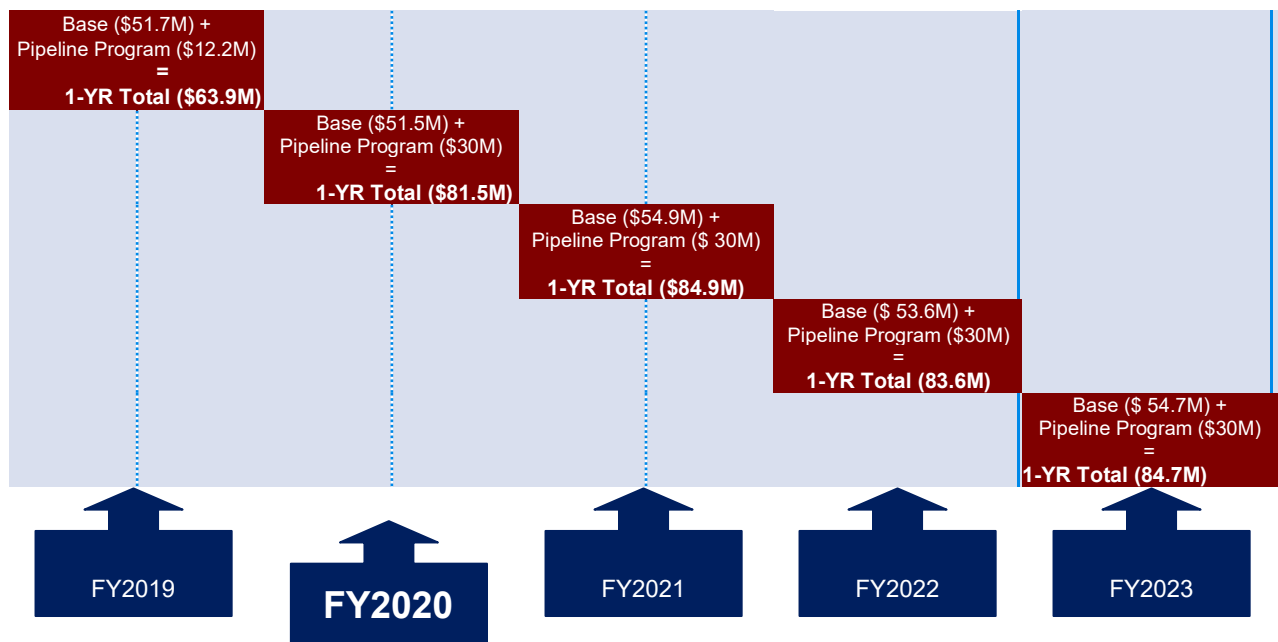 Base ($51.7M) +
Pipeline Program ($12.2M)
=
1-YR Total ($63.9M)
Base ($51.5M) +
Pipeline Program ($30M)
=
1-YR Total ($81.5M)
Base ($54.9M) +
Pipeline Program ($ 30M)
=
1-YR Total ($84.9M)
Base ($ 53.6M) +
Pipeline Program ($30M)
=
1-YR Total (83.6M)
Base ($ 54.7M) +
Pipeline Program ($30M)
=
1-YR Total (84.7M)
FY2019
FY2020
FY2021
FY2022
FY2023